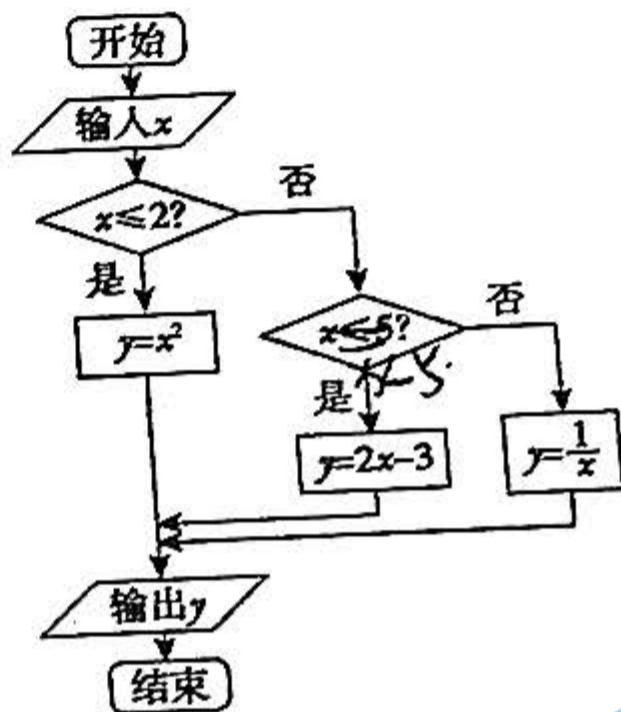 开始
输入x
x≤2?
否
是
y=x²
x≤5?
否
是
y=2x-3
y=1/x
输出y
结束